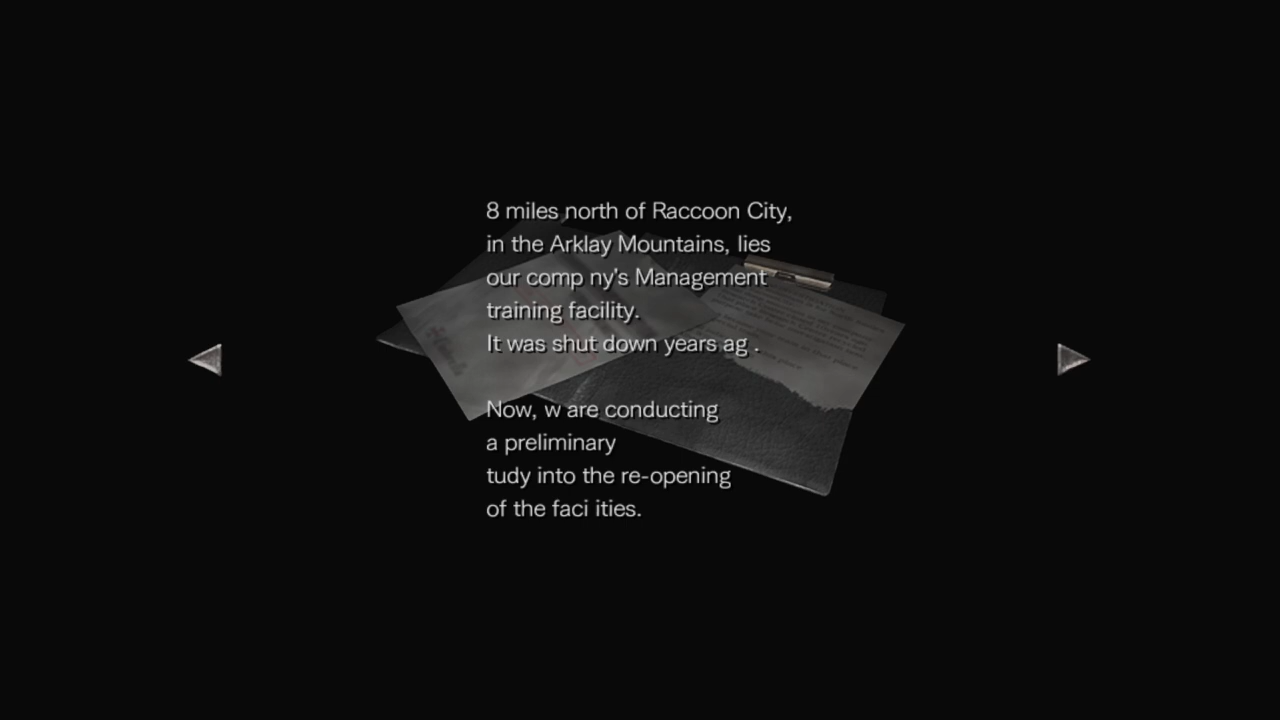 8 miles north of Raccoon City,
in the Arklay Mountains, lies
our comp ny's Management
training facility.
It was shut down years ag .
Now, w are conducting
a preliminary
tudy into the re-opening
of the faci ities.